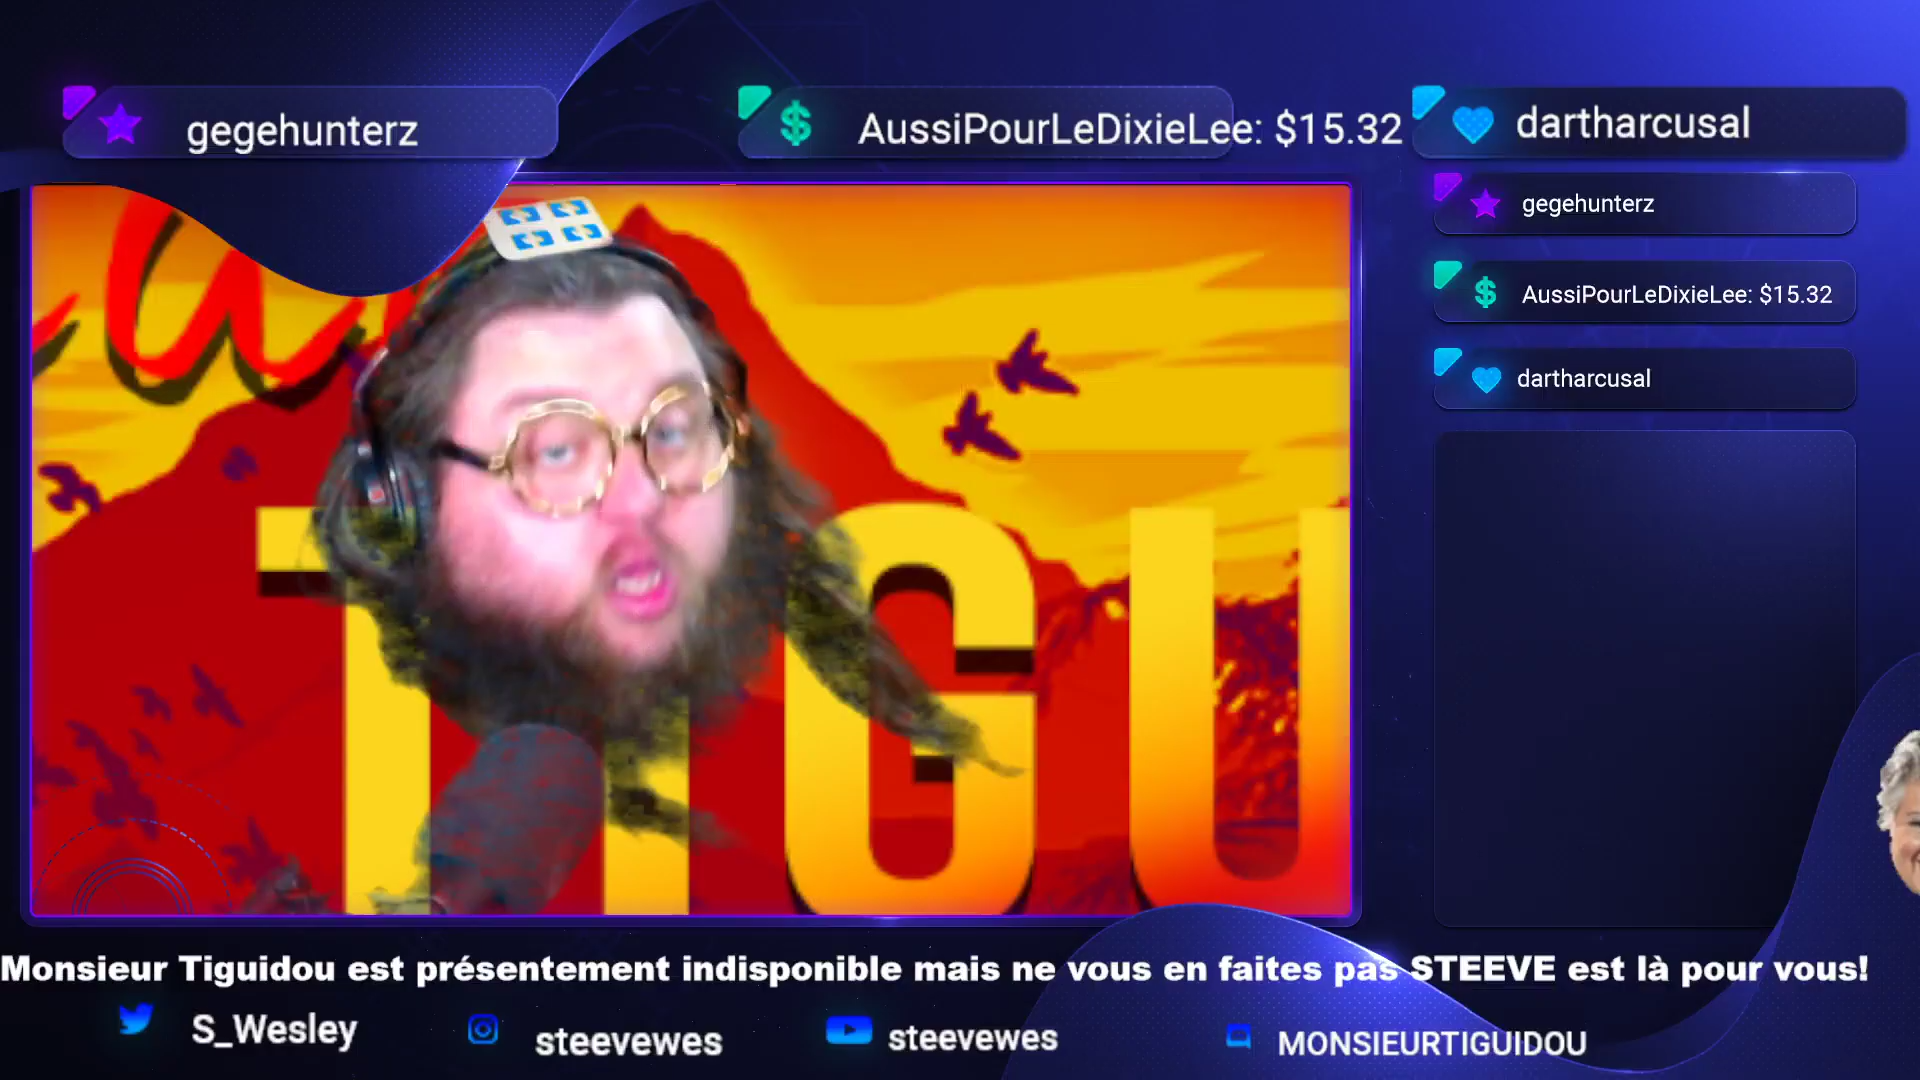 gegehunterz
AussiPourLeDixieLee: $15.32
dartharcusal
gegehunterz
AussiPourLeDixieLee: $15.32
dartharcusal
TIGU
Monsieur Tiguidou est présentement indisponible mais ne vous en faites pas STEEVE est là pour vous!
S_Wesley
steevewes
steevewes
MONSIEURTIGUIDOU